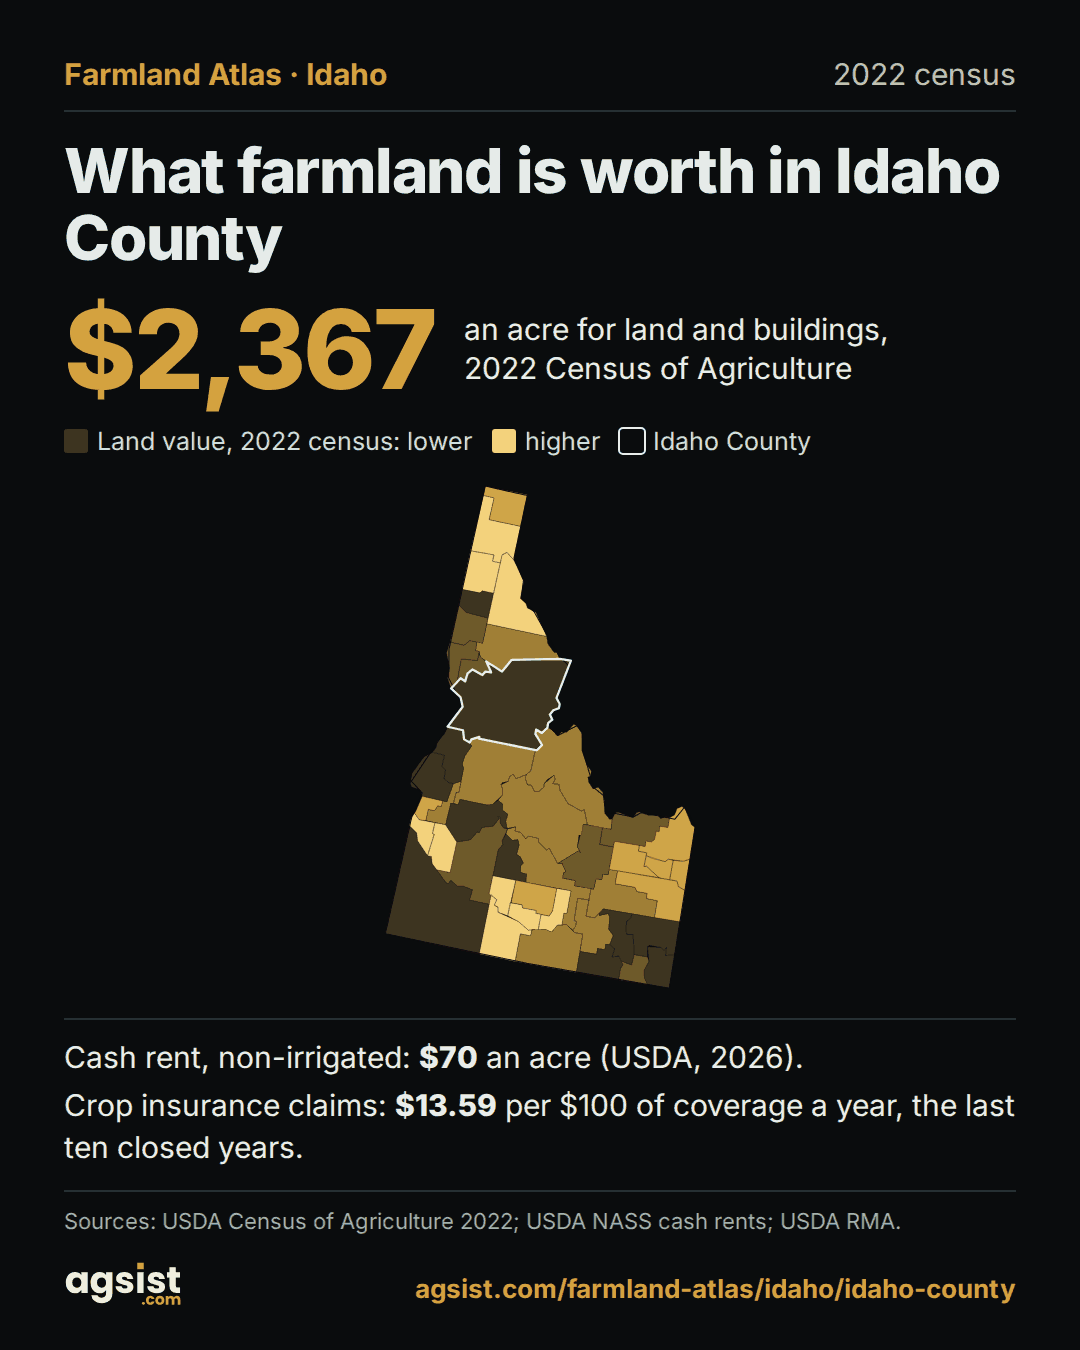 Farmland Atlas · Idaho
2022 census
What farmland is worth in Idaho
County
$2,367
an acre for land and buildings,
2022 Census of Agriculture
Land value, 2022 census: lower
higher
Idaho County
Cash rent, non-irrigated: $70 an acre (USDA, 2026).
Crop insurance claims: $13.59 per $100 of coverage a year, the last
ten closed years.
Sources: USDA Census of Agriculture 2022; USDA NASS cash rents; USDA RMA.
agsist
.com
agsist.com/farmland-atlas/idaho/idaho-county